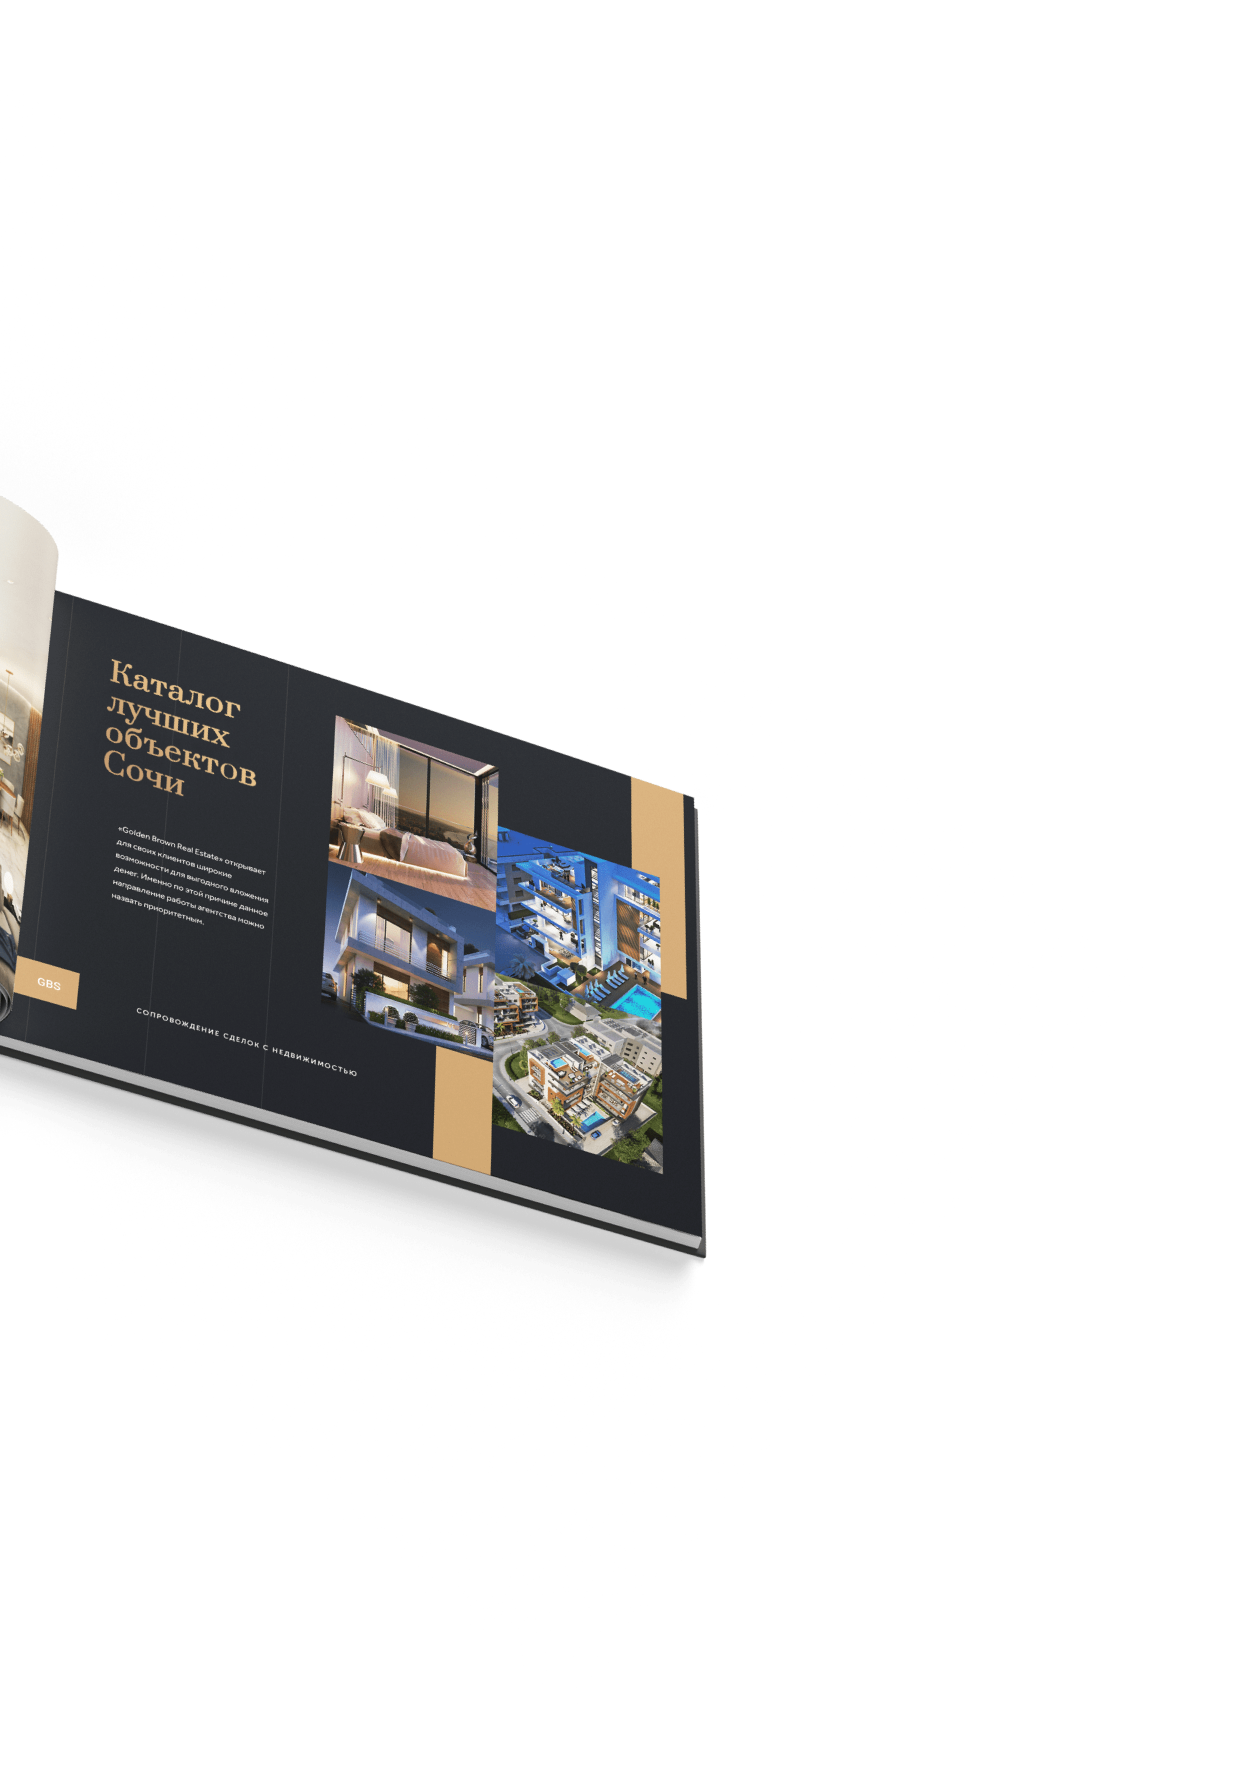 Каталог
лучших
объектов
Сочи
«Golden Brown Real Estate» открывает
для своих клиентов широкие
возможности для выгодного вложения
денег. Именно по этой причине данное
направление работы агентства можно
назвать приоритетным.
GBS
СОПРОВОЖДЕНИЕ СДЕЛОК С НЕДВИЖИМОСТЬЮ